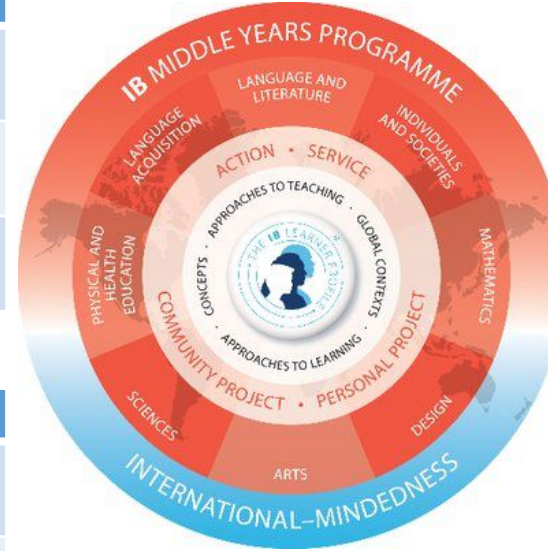 IB MIDDLE YEARS PROGRAMME
LANGUAGE AND
LITERATURE
INDIVIDUALS
AND SOCIETIES
MATHEMATICS
DESIGN
ARTS
SCIENCES
PHYSICAL AND
HEALTH
EDUCATION
LANGUAGE
ACQUISITION
ACTION • SERVICE
PERSONAL PROJECT
•
COMMUNITY PROJECT
APPROACHES TO TEACHING •
GLOBAL CONTEXTS •
APPROACHES TO LEARNING •
CONCEPTS •
THE IB LEARNER PROFILE
INTERNATIONAL–MINDEDNESS